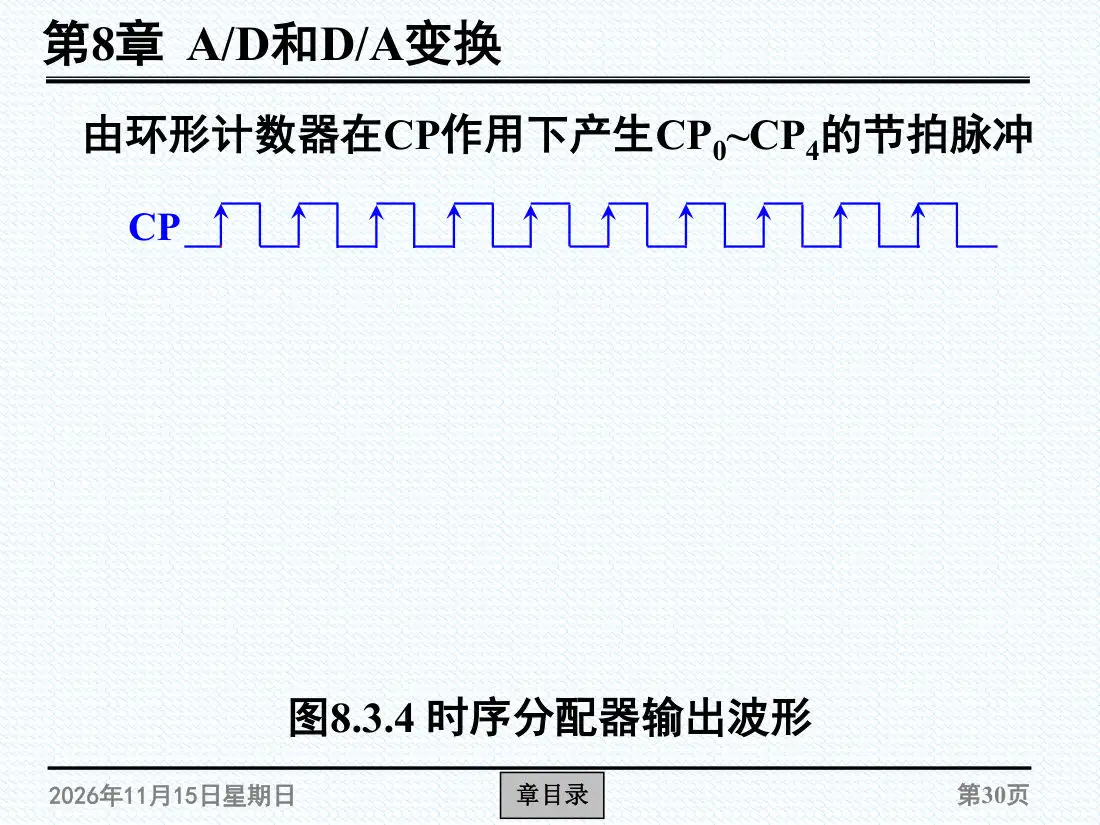 第8章 A/D和D/A变换
由环形计数器在CP作用下产生CP0~CP4的节拍脉冲
CP
图8.3.4 时序分配器输出波形
2026年11月15日星期日
章目录
第30页